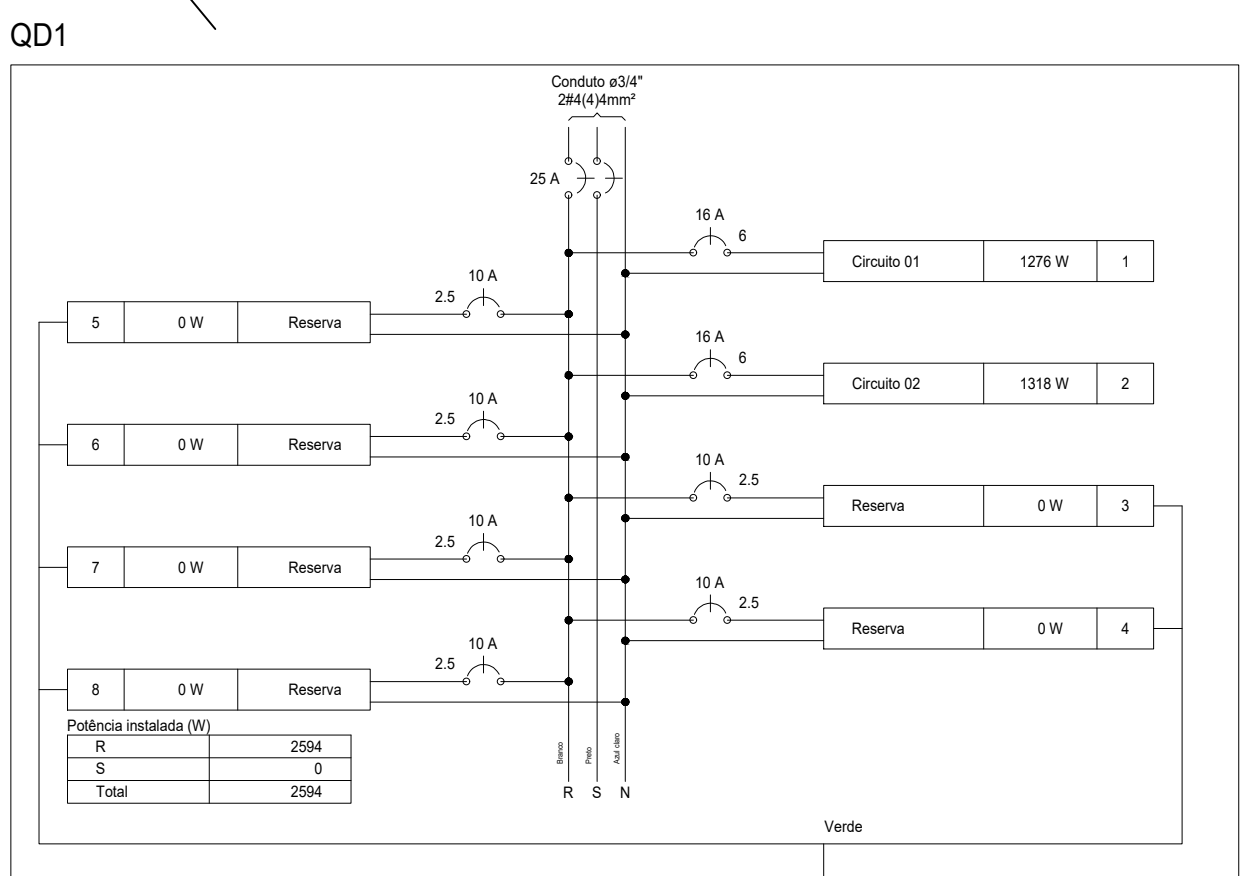 QD1
Conduto ø3/4"
2#4(4)4mm²
25 A
16 A
6
Circuito 01 1276 W 1
10 A
2.5
5 0 W Reserva
16 A
6
Circuito 02 1318 W 2
10 A
2.5
6 0 W Reserva
10 A
2.5
Reserva 0 W 3
10 A
2.5
7 0 W Reserva
10 A
2.5
Reserva 0 W 4
10 A
2.5
8 0 W Reserva
Potência instalada (W)
R 2594
S 0
Total 2594
Branco
Preto
Azul claro
R S N
Verde